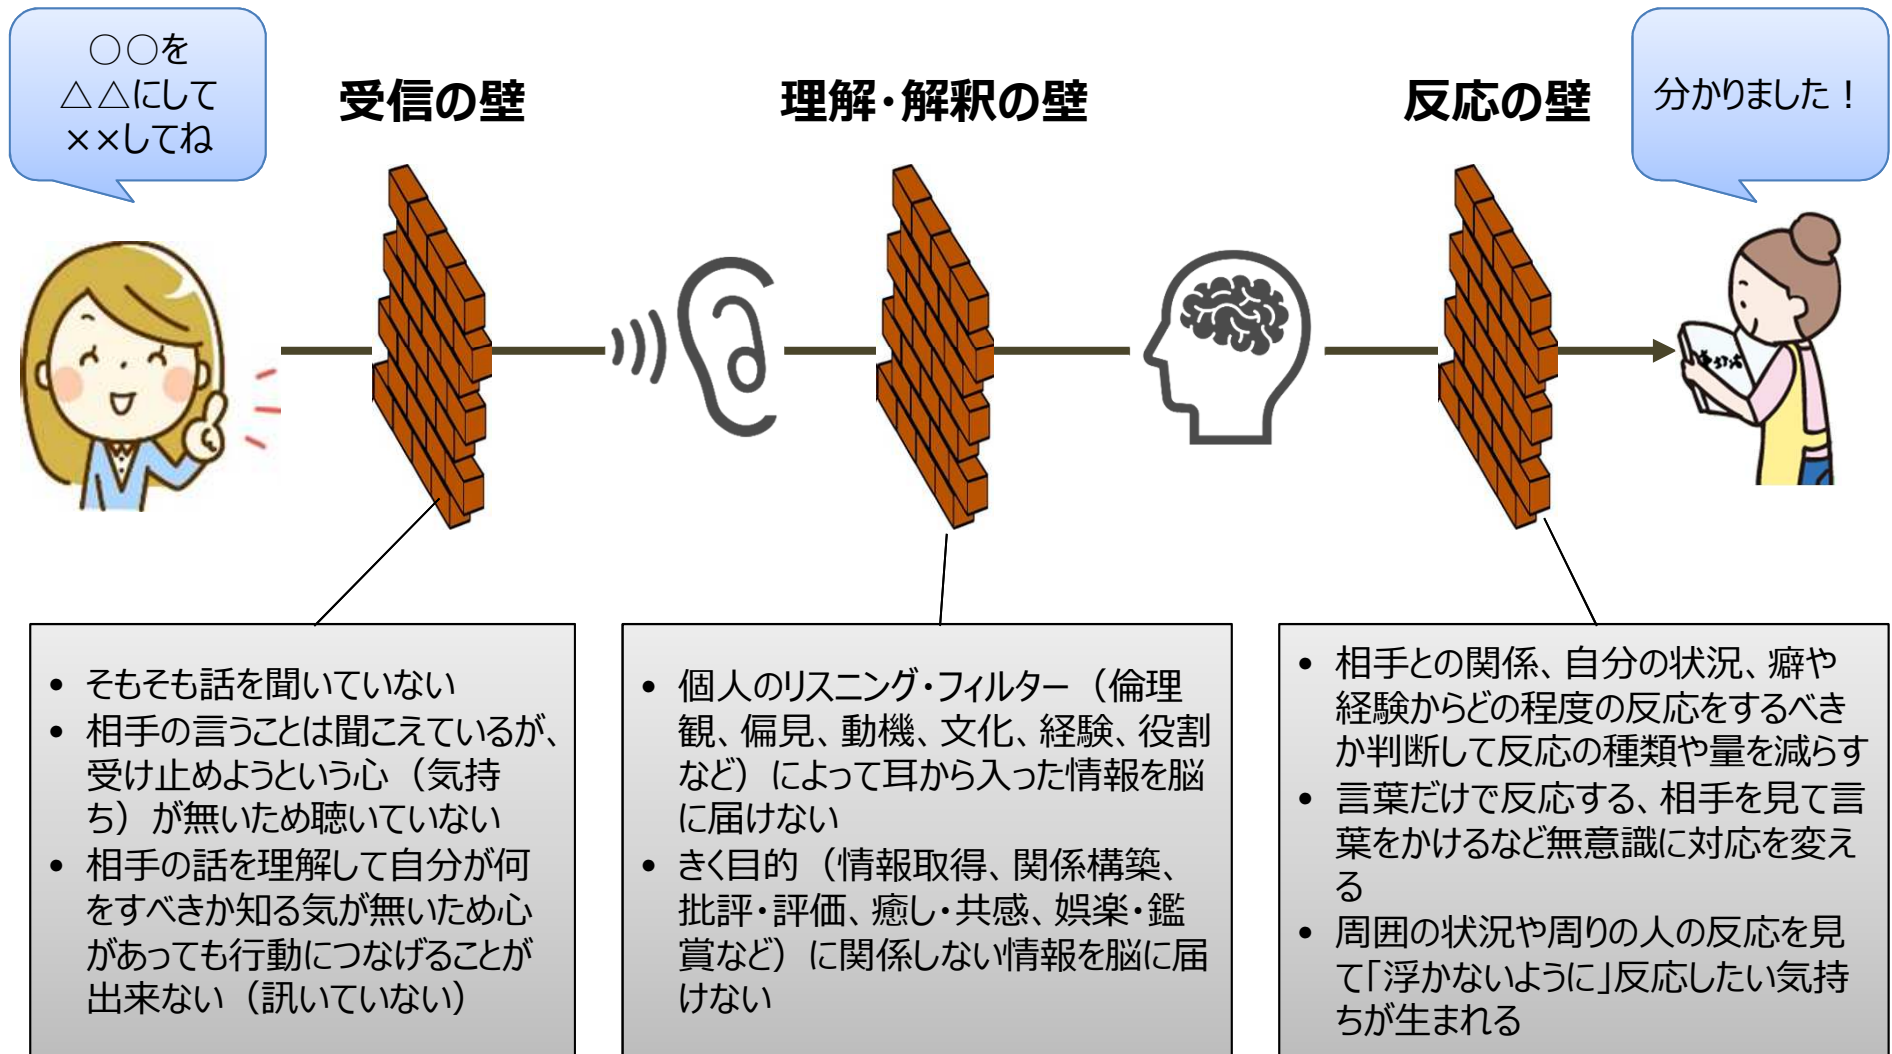 ○○を
△△にして
××してね
受信の壁
理解・解釈の壁
反応の壁
分かりました！
• そもそも話を聞いていない
• 相手の言うことは聞こえているが、
受け止めようという心（気持
ち）が無いため聴いていない
• 相手の話を理解して自分が何
をすべきか知る気が無いため心
があっても行動につなげることが
出来ない（訊いていない）
• 個人のリスニング・フィルター（倫理
観、偏見、動機、文化、経験、役割
など）によって耳から入った情報を脳
に届けない
• きく目的（情報取得、関係構築、
批評・評価、癒し・共感、娯楽・鑑
賞など）に関係しない情報を脳に届
けない
• 相手との関係、自分の状況、癖や
経験からどの程度の反応をするべき
か判断して反応の種類や量を減らす
• 言葉だけで反応する、相手を見て言
葉をかけるなど無意識に対応を変え
る
• 周囲の状況や周りの人の反応を見
て「浮かないように」反応したい気持
ちが生まれる